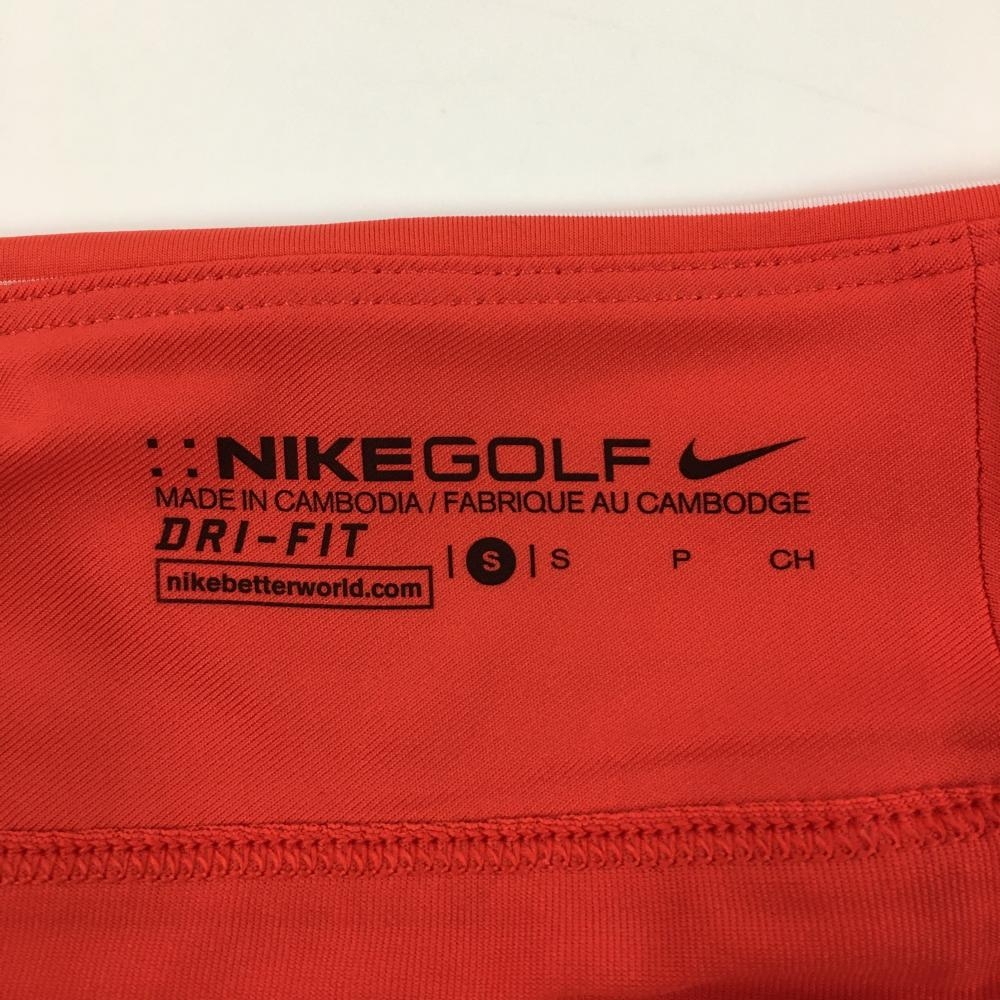 NIKEGOLF
MADE IN CAMBODIA / FABRIQUE AU CAMBODGE
DRI-FIT
| S | S P CH
nikebetterworld.com